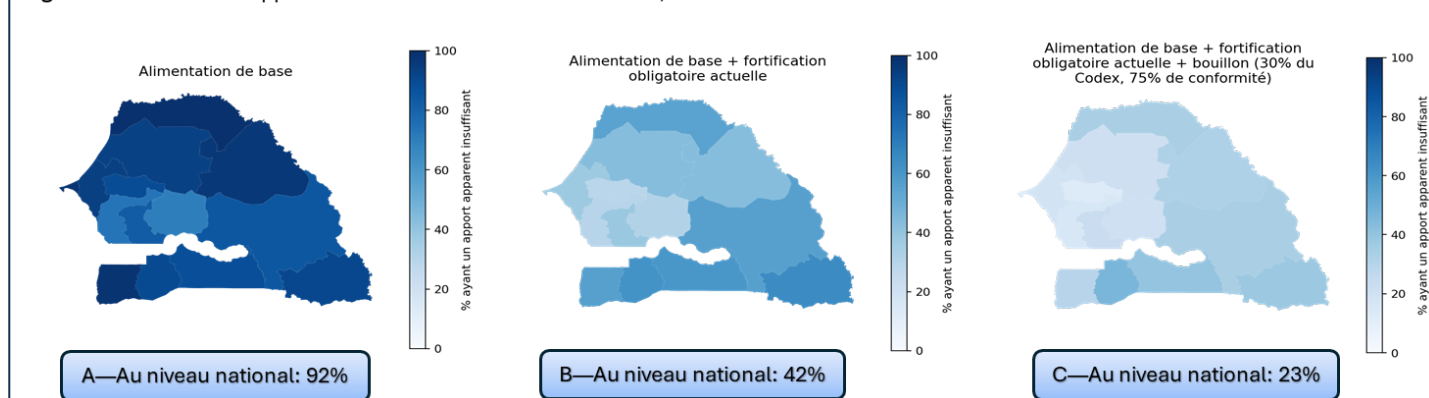 Alimentation de base
100
80
60
40
20
0
% ayant un apport apparent insuffisant
A—Au niveau national: 92%
Alimentation de base + fortification
obligatoire actuelle
100
80
60
40
20
0
% ayant un apport apparent insuffisant
B—Au niveau national: 42%
Alimentation de base + fortification
obligatoire actuelle + bouillon (30% du
Codex, 75% de conformité)
100
80
60
40
20
0
% ayant un apport apparent insuffisant
C—Au niveau national: 23%